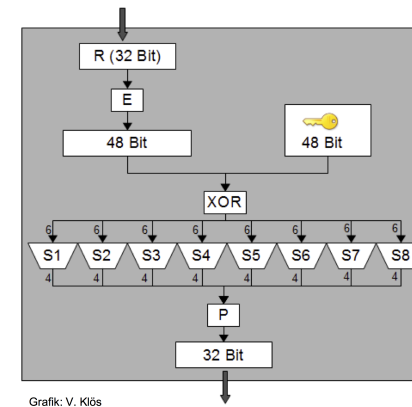 R (32 Bit)
E
48 Bit
48 Bit
XOR
6 6 6 6 6 6 6 6
S1 S2 S3 S4 S5 S6 S7 S8
4 4 4 4 4 4 4 4
P
32 Bit
Grafik: V. Klös